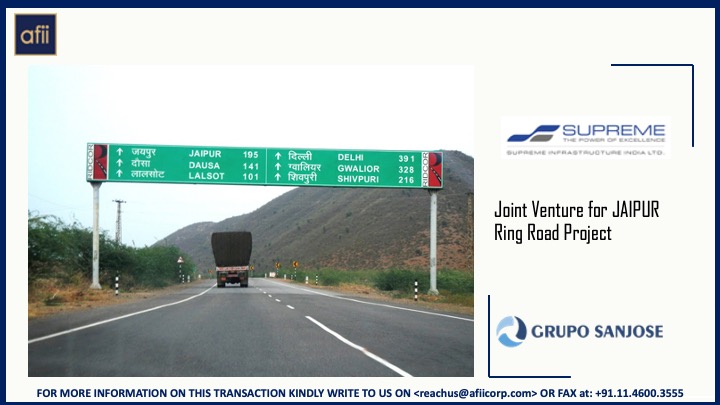 afii
RIDCOR
जयपुर JAIPUR 195
दौसा DAUSA 141
लालसोट LALSOT 101
दिल्ली DELHI 391
ग्वालियर GWALIOR 328
शिवपुरी SHIVPURI 216
RIDCOR
SUPREME
THE POWER OF EXCELLENCE
SUPREME INFRASTRUCTURE INDIA LTD.
Joint Venture for JAIPUR
Ring Road Project
GRUPO SANJOSE
FOR MORE INFORMATION ON THIS TRANSACTION KINDLY WRITE TO US ON <reachus@afiicorp.com> OR FAX at: +91.11.4600.3555